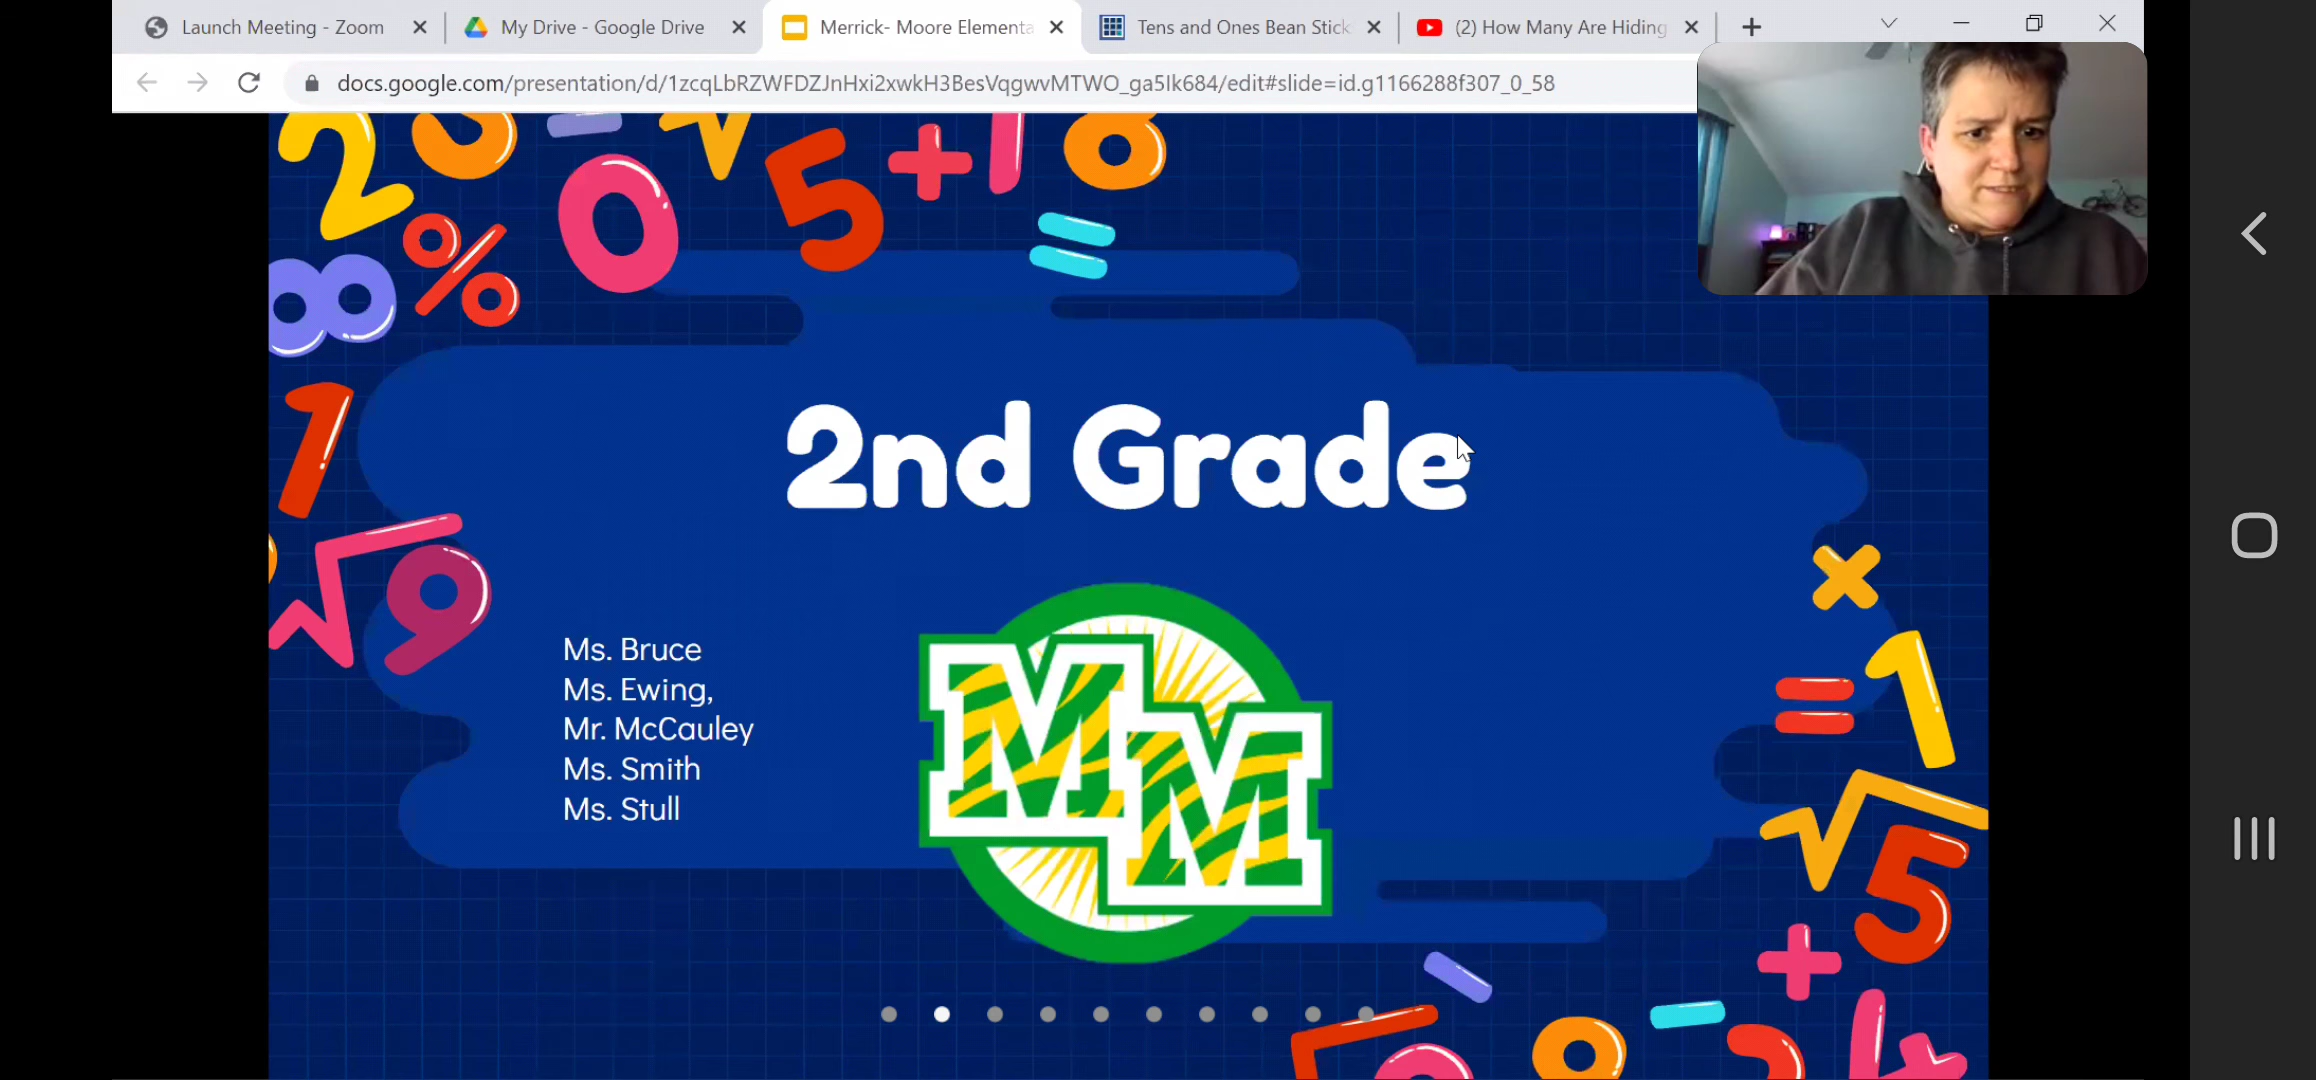 Launch Meeting - Zoom
My Drive - Google Drive
Merrick- Moore Elementa
Tens and Ones Bean Stick
(2) How Many Are Hiding
docs.google.com/presentation/d/1zcqLbRZWFDZJnHxi2xwkH3BesVqgwvMTWO_ga5Ik684/edit#slide=id.g1166288f307_0_58
2nd Grade
Ms. Bruce
Ms. Ewing,
Mr. McCauley
Ms. Smith
Ms. Stull
MM